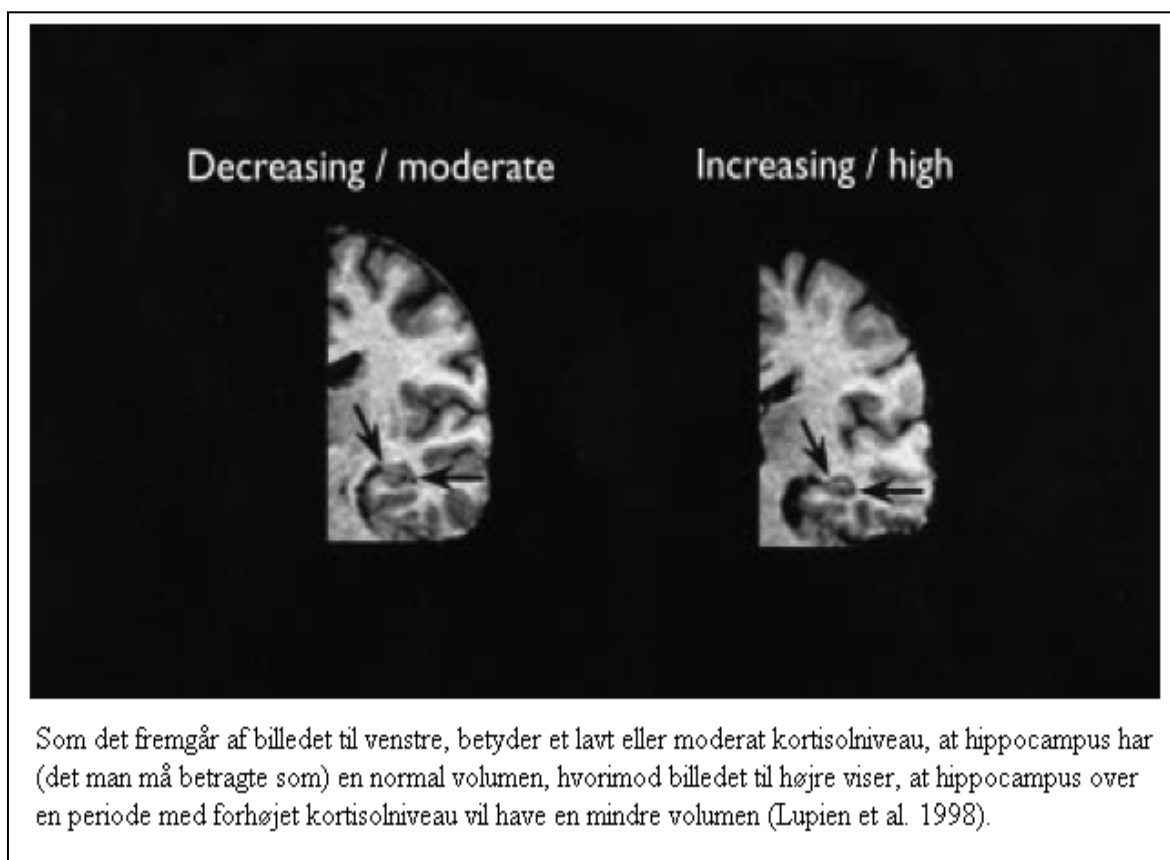 Decreasing / moderate
Increasing / high
Som det fremgår af billedet til venstre, betyder et lavt eller moderat kortisolniveau, at hippocampus har
(det man må betragte som) en normal volumen, hvorimod billedet til højre viser, at hippocampus over
en periode med forhøjet kortisolniveau vil have en mindre volumen (Lupien et al. 1998).